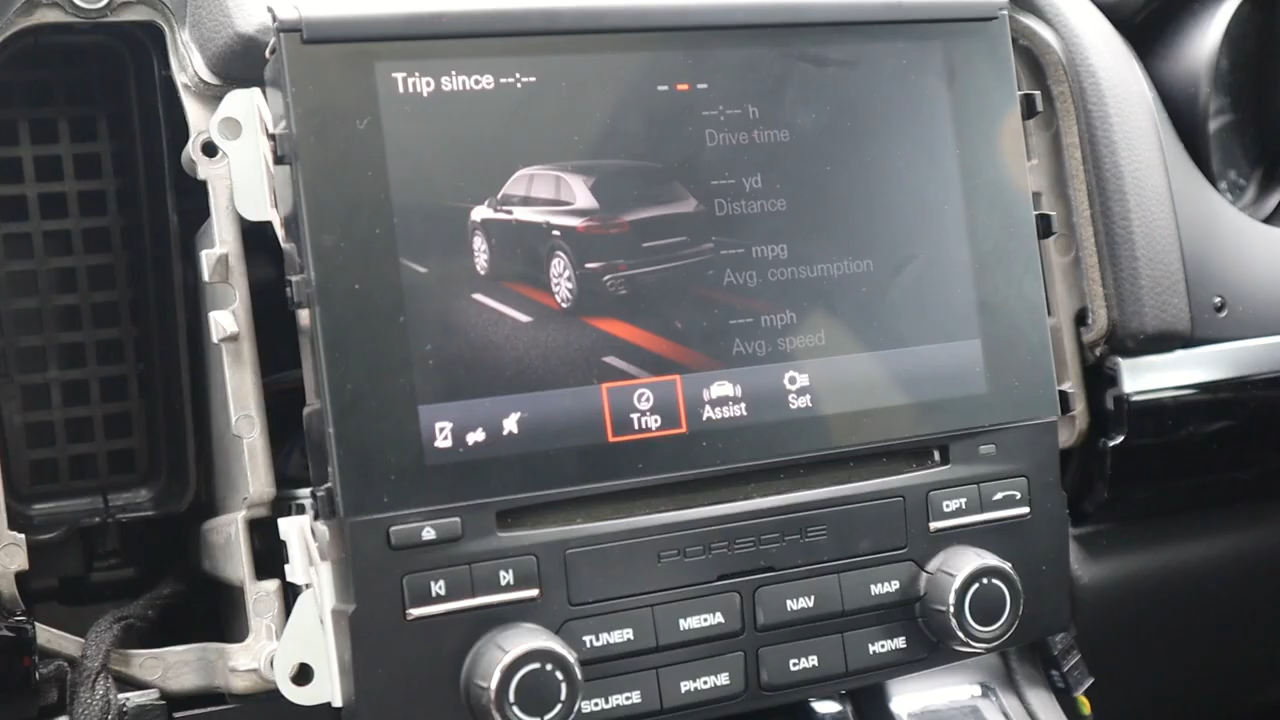 Trip since --:--
--:-- h
Drive time
--- yd
Distance
--- mpg
Avg. consumption
--- mph
Avg. speed
Trip
Assist
Set
OPT
PORSCHE
TUNER
MEDIA
NAV
MAP
SOURCE
PHONE
CAR
HOME